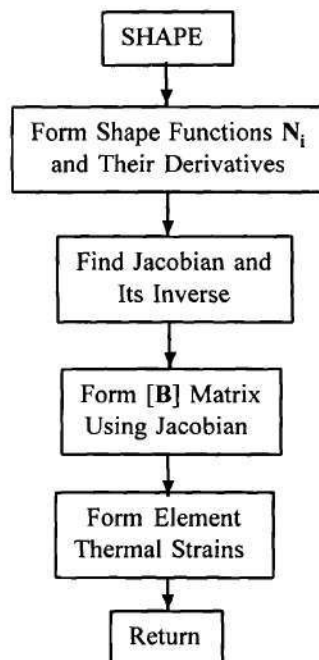 SHAPE
Form Shape Functions N_i
and Their Derivatives
Find Jacobian and
Its Inverse
Form [B] Matrix
Using Jacobian
Form Element
Thermal Strains
Return